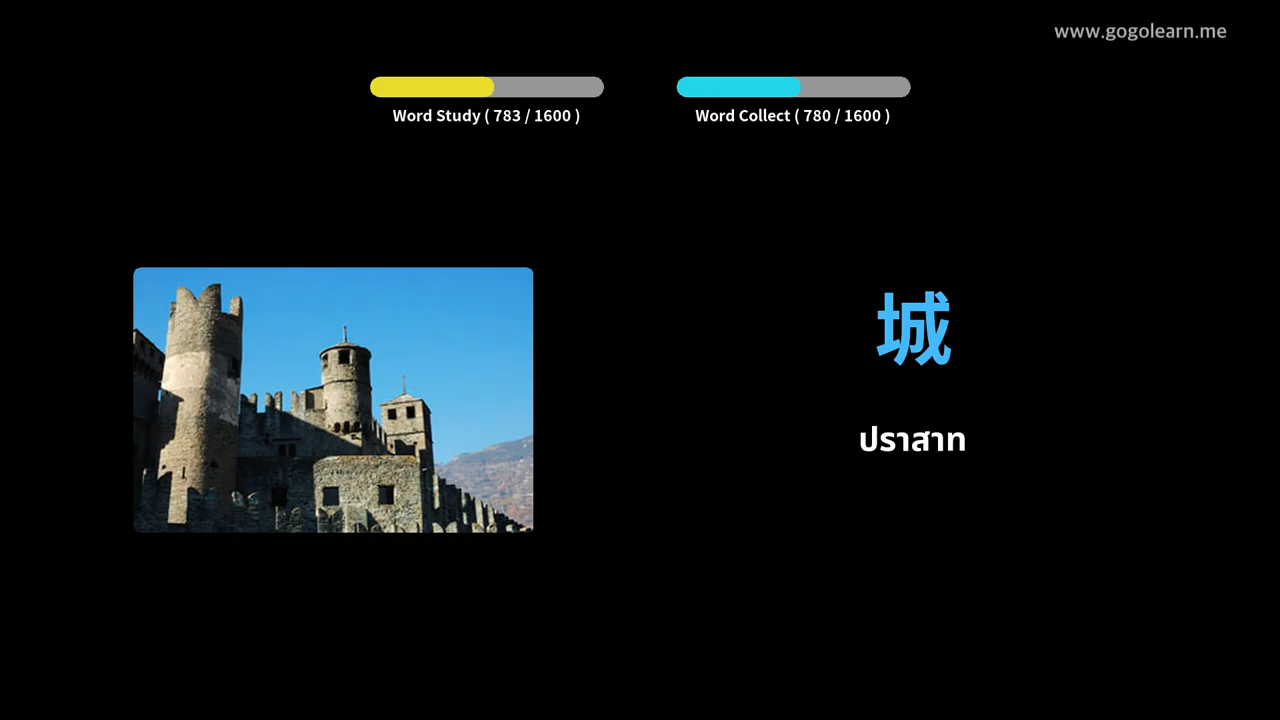 www.gogolearn.me
Word Study ( 783 / 1600 )
Word Collect ( 780 / 1600 )
城
ปราสาท